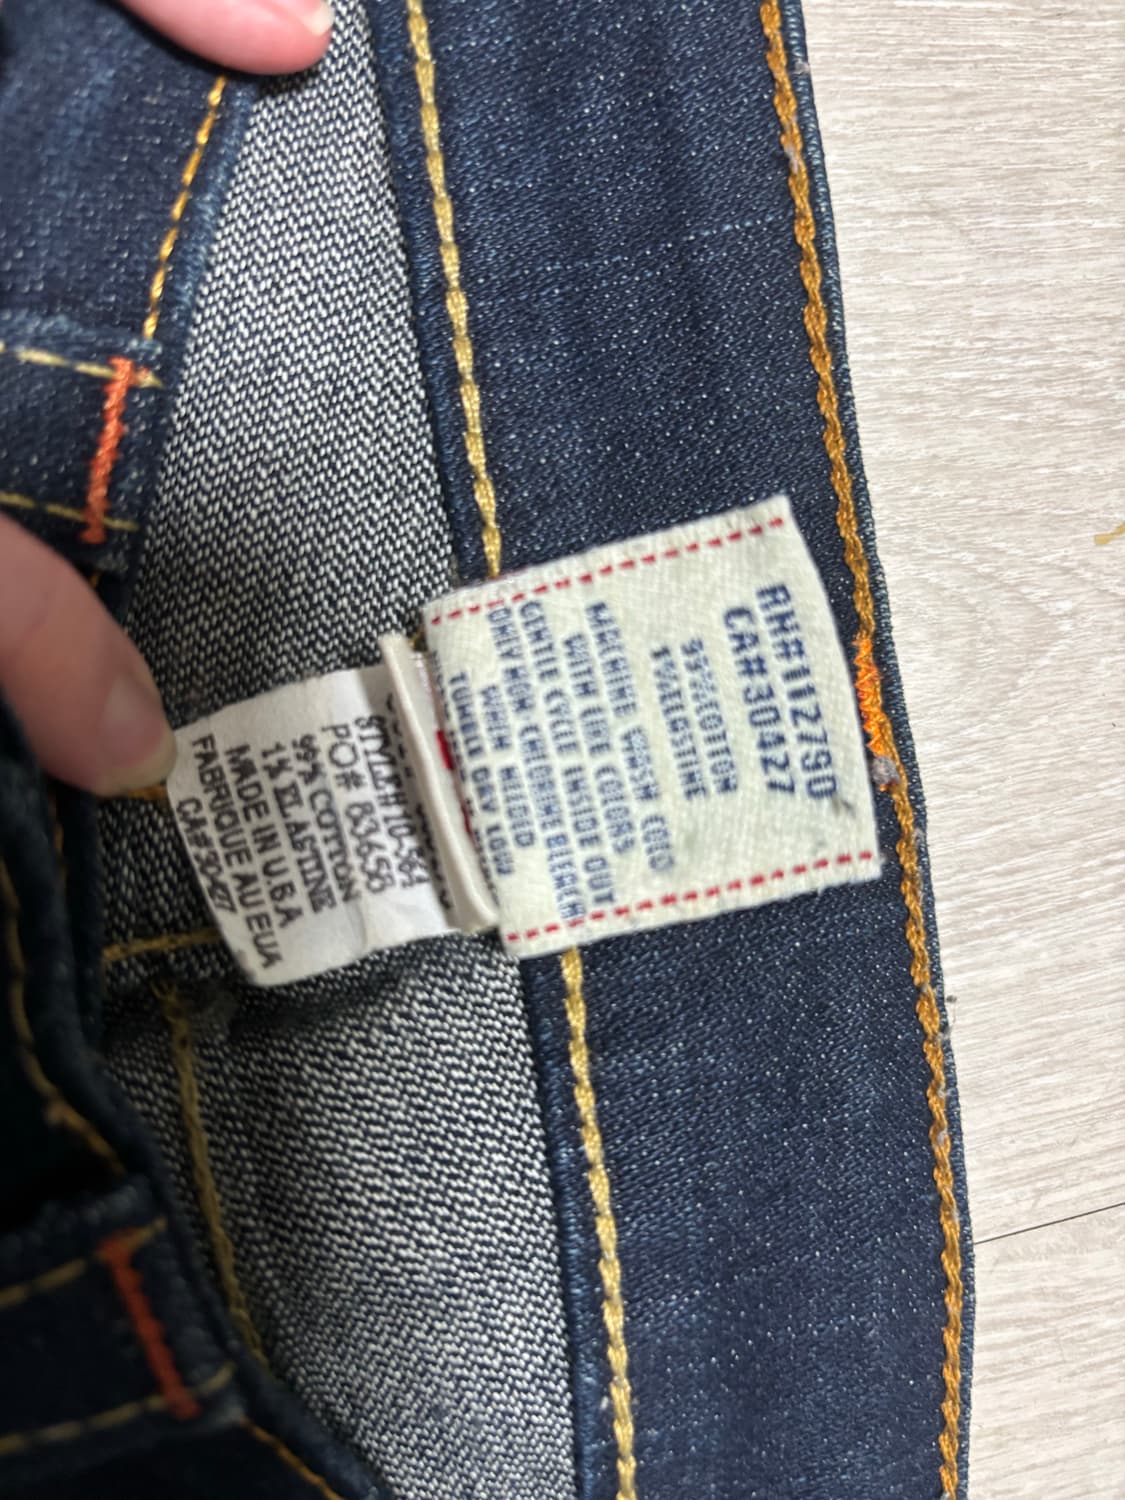 RN#112790
CA#30427
99%COTTON
1%ELASTINE
MACHINE WASH COLD
WITH LIKE COLORS
GENTLE CYCLE INSIDE OUT
ONLY NON-CHLORINE BLEACH
WHEN NEEDED
TUMBLE DRY LOW
PO# 83458
99% COTTON
1% ELASTINE
MADE IN U.S.A
FABRIQUE AU EUA
CA#30427